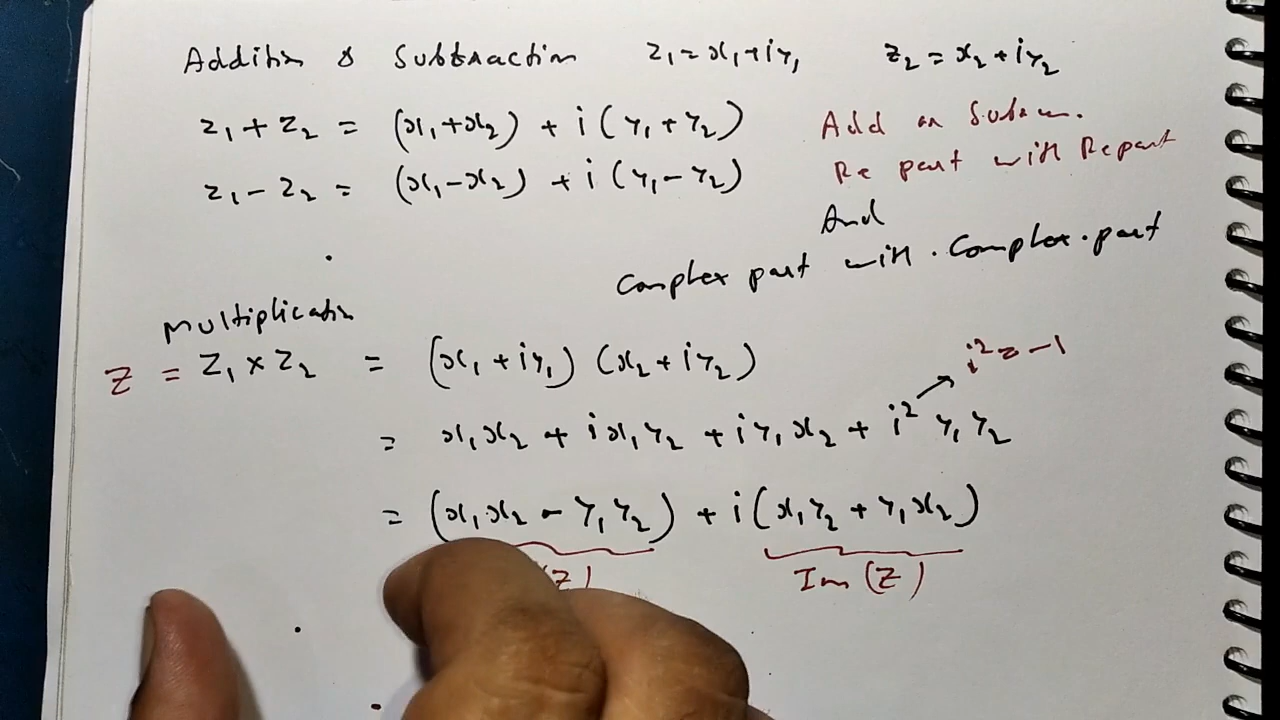 Addition & Subtraction z₁ = x₁+iy₁ z₂ = x₂+iy₂
z₁ + z₂ = (x₁+x₂) + i(y₁+y₂) Add or Subtr.
z₁ - z₂ = (x₁-x₂) + i(y₁-y₂) Re part with Re part
And
Complex part with Complex part
Multiplication
Z = Z₁ × Z₂ = (x₁+iy₁) (x₂+iy₂) i² = -1
= x₁x₂ + ix₁y₂ + iy₁x₂ + i² y₁y₂
= (x₁x₂ - y₁y₂) + i(x₁y₂ + y₁x₂)
(Z) Im(Z)